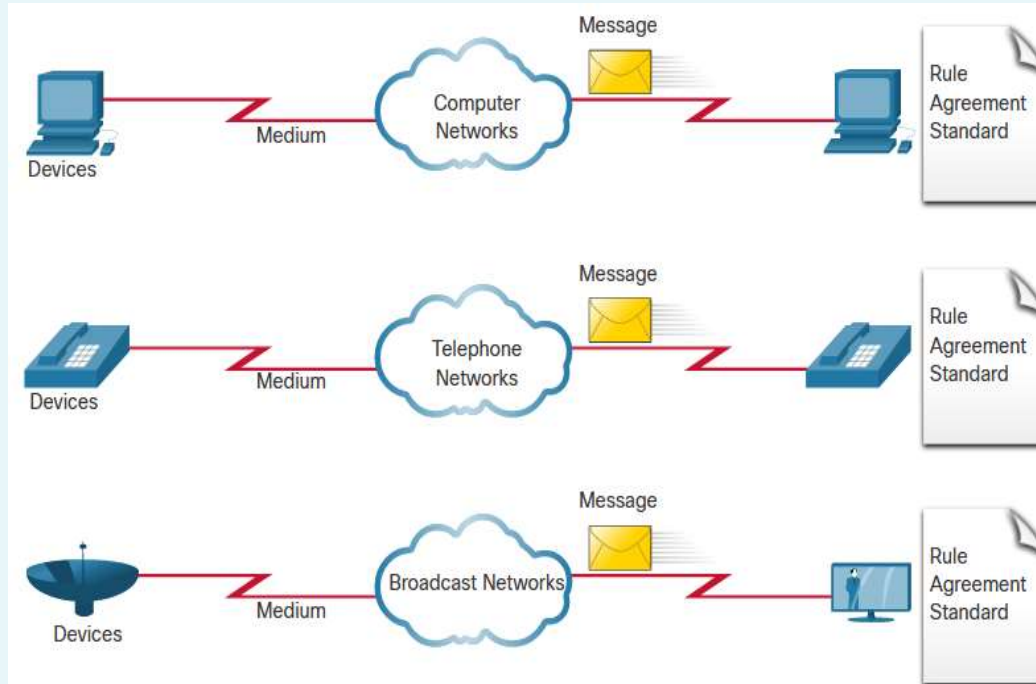 Message
Computer
Networks
Medium
Devices
Rule
Agreement
Standard
Message
Telephone
Networks
Medium
Devices
Rule
Agreement
Standard
Message
Broadcast Networks
Medium
Devices
Rule
Agreement
Standard